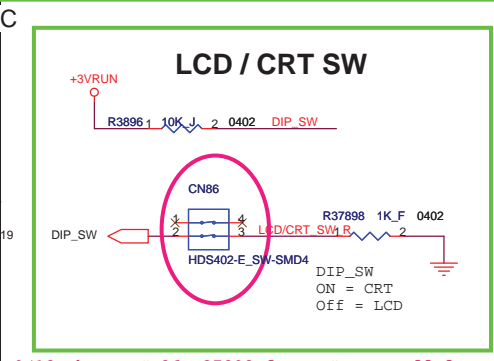 C
LCD / CRT SW
+3VRUN
R3896 1 10K_J 2 0402 DIP_SW
CN86
1 4
19 DIP_SW 2 3 LCD/CRT_SW_R R37898 1K_F 0402
1 2
HDS402-E_SW-SMD4
DIP_SW
ON = CRT
Off = LCD